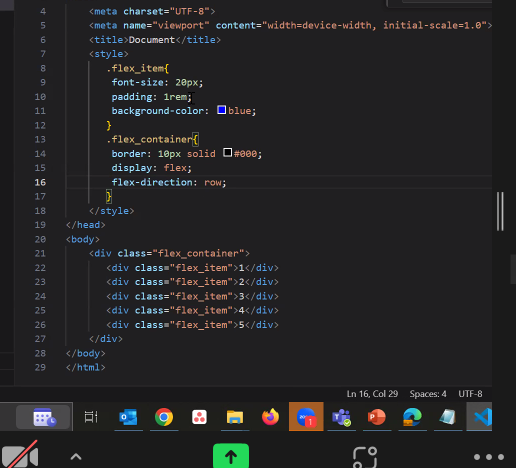 4 <meta charset="UTF-8">
5 <meta name="viewport" content="width=device-width, initial-scale=1.0">
6 <title>Document</title>
7 <style>
8 .flex_item{
9 font-size: 20px;
10 padding: 1rem;
11 background-color: blue;
12 }
13 .flex_container{
14 border: 10px solid #000;
15 display: flex;
16 flex-direction: row;
17 }
18 </style>
19 </head>
20 <body>
21 <div class="flex_container">
22 <div class="flex_item">1</div>
23 <div class="flex_item">2</div>
24 <div class="flex_item">3</div>
25 <div class="flex_item">4</div>
26 <div class="flex_item">5</div>
27 </div>
28 </body>
29 </html>
Ln 16, Col 29 Spaces: 4 UTF-8